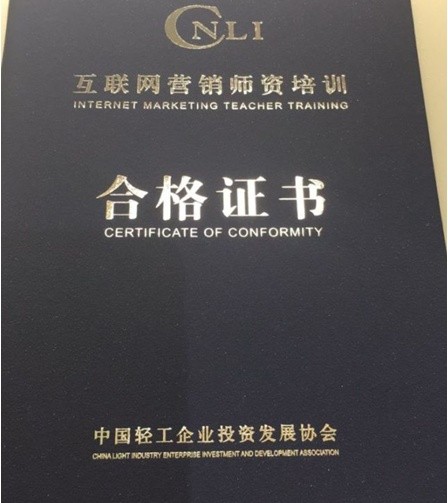 CNLI
互联网营销师资培训
INTERNET MARKETING TEACHER TRAINING
合格证书
CERTIFICATE OF CONFORMITY
中国轻工企业投资发展协会
CHINA LIGHT INDUSTRY ENTERPRISE INVESTMENT AND DEVELOPMENT ASSOCIATION